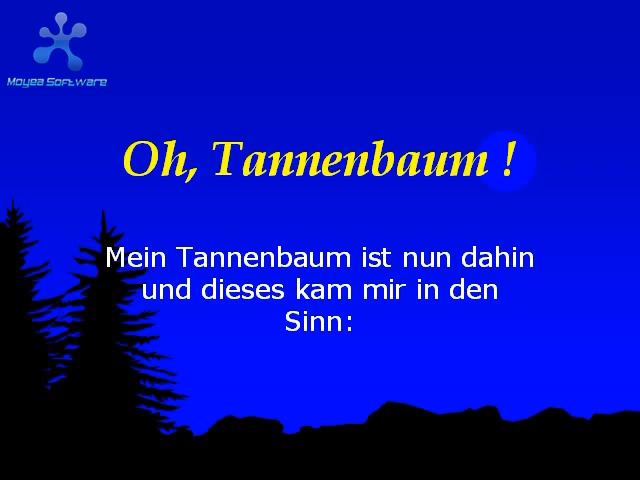 Moyea Software
Oh, Tannenbaum !
Mein Tannenbaum ist nun dahin
und dieses kam mir in den
Sinn: